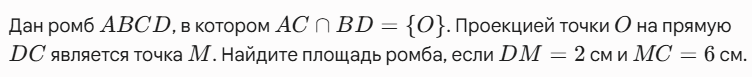 Дан ромб ABCD, в котором AC ∩ BD = {O}. Проекцией точки O на прямую
DC является точка M. Найдите площадь ромба, если DM = 2 см и MC = 6 см.